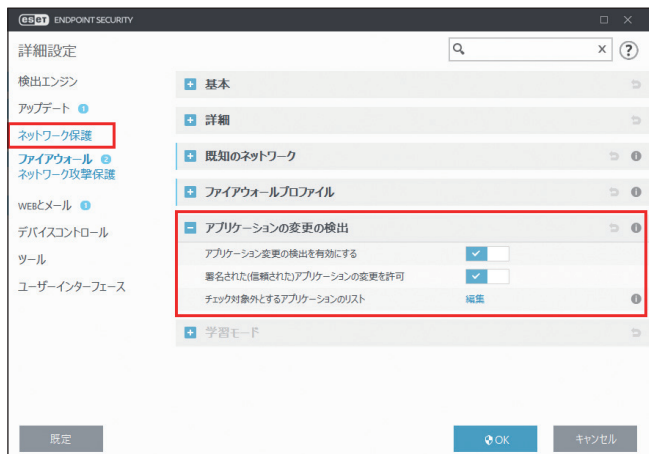 eset ENDPOINT SECURITY
詳細設定
検出エンジン
アップデート 1
ネットワーク保護
ファイアウォール 2
ネットワーク攻撃保護
WEBとメール 1
デバイスコントロール
ツール
ユーザーインターフェース
基本
詳細
既知のネットワーク
ファイアウォールプロファイル
アプリケーションの変更の検出
アプリケーション変更の検出を有効にする
署名された(信頼された)アプリケーションの変更を許可
チェック対象外とするアプリケーションのリスト 編集
学習モード
既定
OK
キャンセル